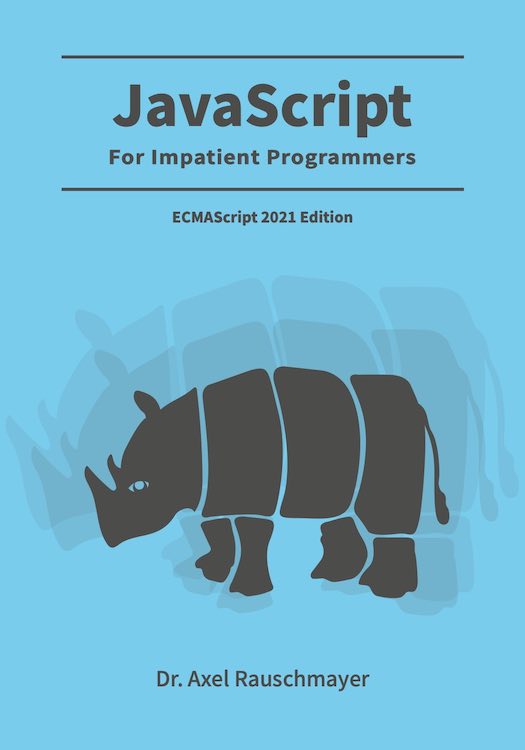 JavaScript
For Impatient Programmers
ECMAScript 2021 Edition
Dr. Axel Rauschmayer